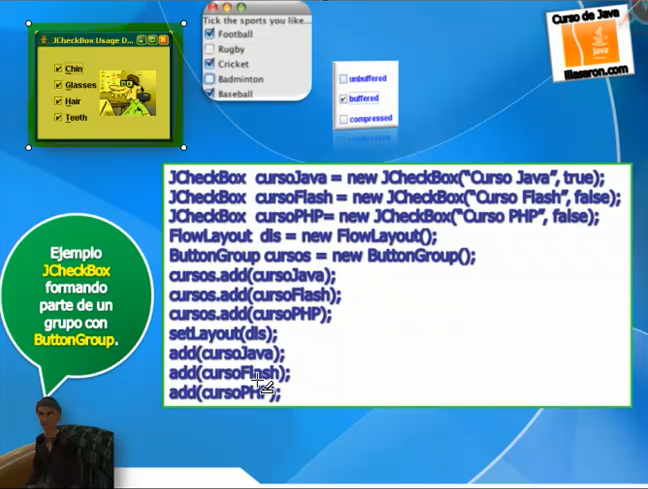 JCheckBox Usage D...
Chin
Glasses
Hair
Teeth
Tick the sports you like...
Football
Rugby
Cricket
Badminton
Baseball
unbuffered
buffered
compressed
Curso de Java
Java
illasaron.com
JCheckBox cursoJava = new JCheckBox(“Curso Java”, true);
JCheckBox cursoFlash = new JCheckBox(“Curso Flash”, false);
JCheckBox cursoPHP= new JCheckBox(“Curso PHP”, false);
FlowLayout dls = new FlowLayout();
ButtonGroup cursos = new ButtonGroup();
cursos.add(cursoJava);
cursos.add(cursoFlash);
cursos.add(cursoPHP);
setLayout(dls);
add(cursoJava);
add(cursoFlash);
add(cursoPHP);
Ejemplo
JCheckBox
formando
parte de un
grupo con
ButtonGroup.